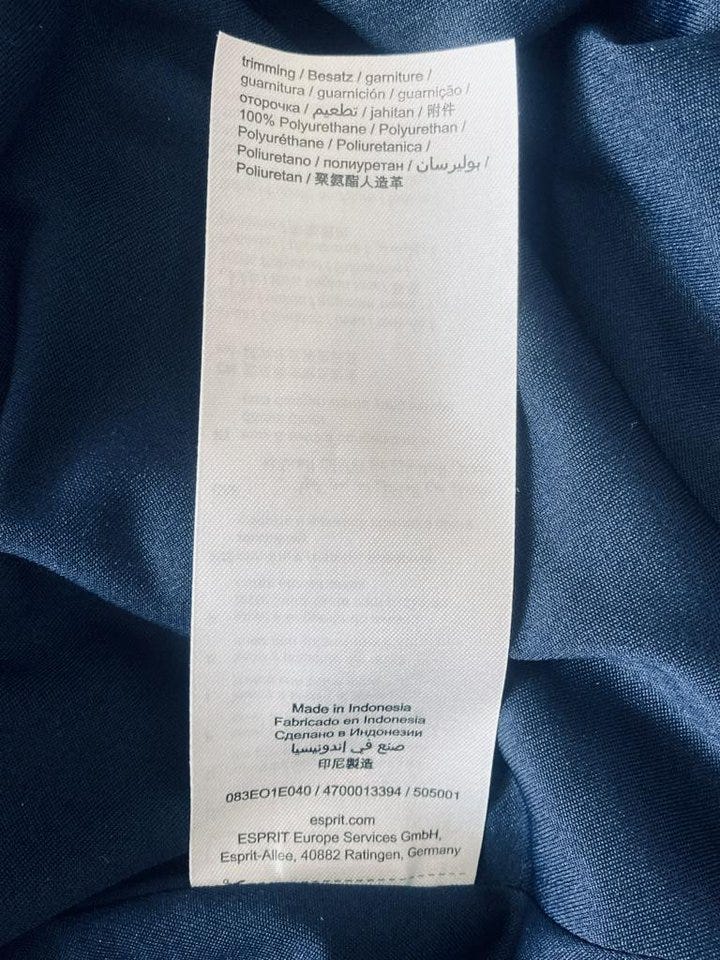 trimming / Besatz / garniture /
guarnitura / guarnición / guarnição /
оторочка / تطعيم / jahitan / 附件
100% Polyurethane / Polyurethan /
Polyuréthane / Poliuretanica /
Poliuretano / полиуретан / بوليرسان /
Poliuretan / 聚氨酯人造革
Made in Indonesia
Fabricado en Indonesia
Сделано в Индонезии
صنع في إندونيسيا
印尼製造
083EO1E040 / 4700013394 / 505001
esprit.com
ESPRIT Europe Services GmbH,
Esprit-Allee, 40882 Ratingen, Germany